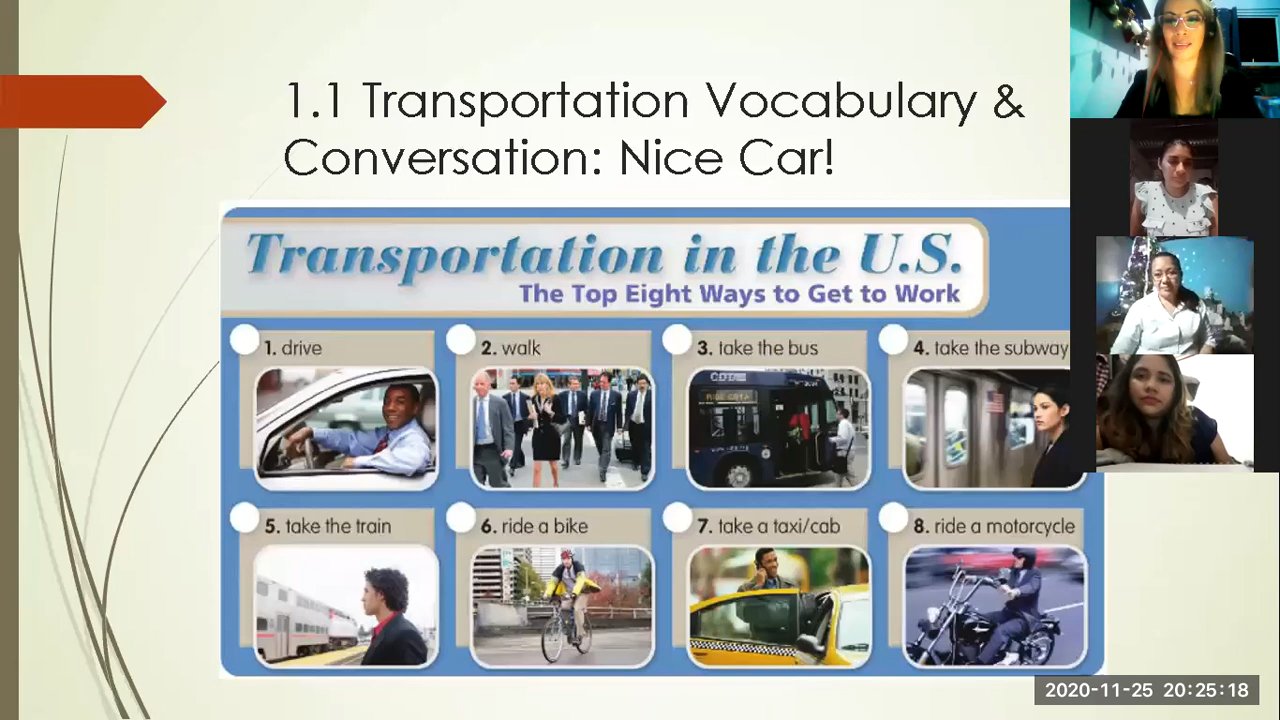 1.1 Transportation Vocabulary &
Conversation: Nice Car!
Transportation in the U.S.
The Top Eight Ways to Get to Work
1. drive
2. walk
3. take the bus
4. take the subway
5. take the train
6. ride a bike
7. take a taxi/cab
8. ride a motorcycle
2020-11-25 20:25:18